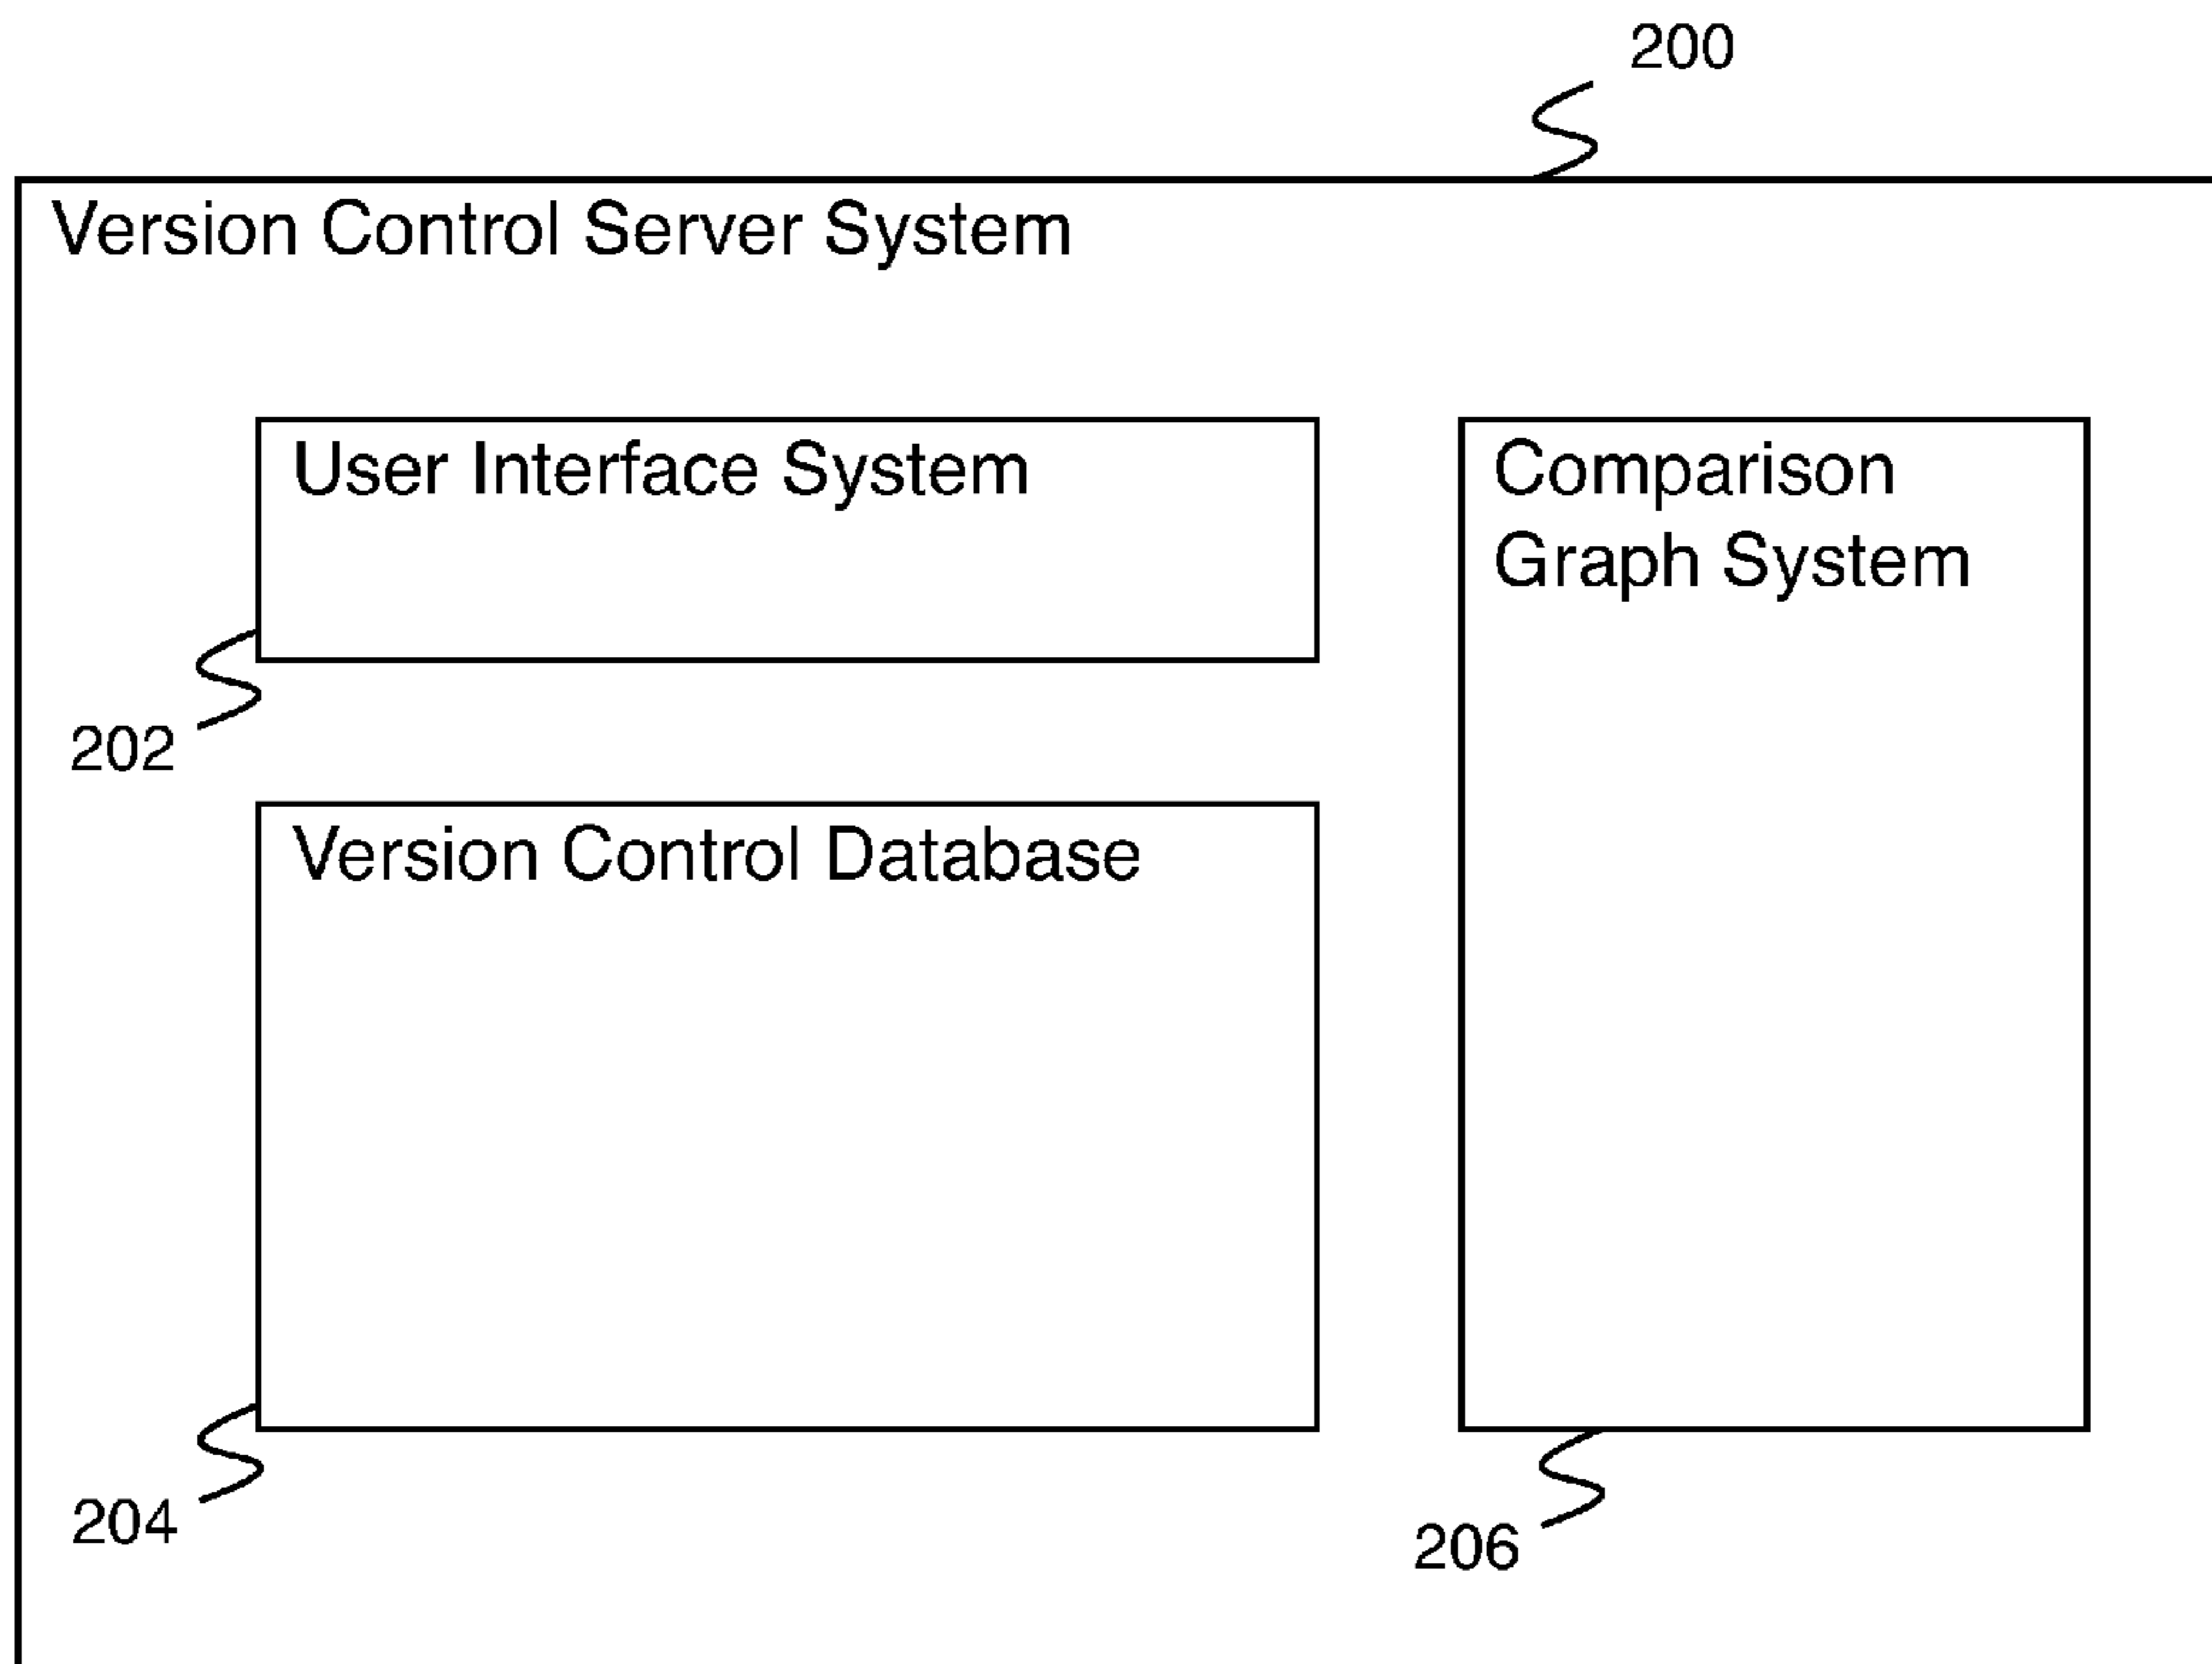 200
Version Control Server System
User Interface System
Comparison
Graph System
202
Version Control Database
204
206